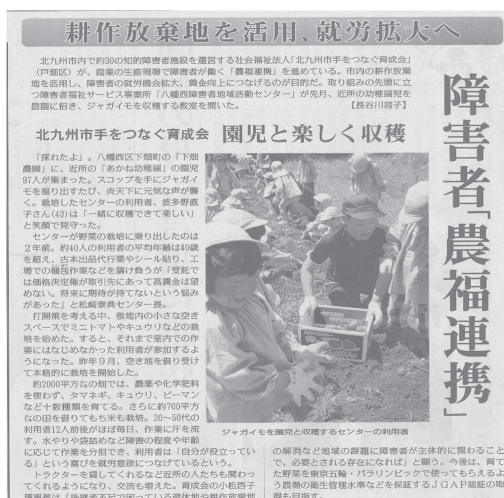 耕作放棄地を活用、就労拡大へ
障害者「農福連携」
北九州市内で約30の知的障害者施設を運営する社会福祉法人「北九州市手をつなぐ育成会」
(戸畑区)が、農業の生産現場で障害者が働く「農福連携」を進めている。市内の耕作放棄
地を活用し、障害者の就労機会拡大、賃金向上につなげるのが目的だ。取り組みの先頭に立
つ障害者福祉サービス事業所「八幡西障害者地域活動センター」が先月、近所の幼稚園児を
農園に招き、ジャガイモを収穫する教室を開いた。【長谷川容子】
北九州市手をつなぐ育成会 園児と楽しく収穫
「採れたよ」。八幡西区下畑町の「下畑
農園」に、近所の「あかね幼稚園」の園児
97人が集まった。スコップを手にジャガイ
モを掘り出すたび、炎天下に元気な声が響
く。栽培したセンターの利用者、波多野直
子さん(43)は「一緒に収穫できて楽しい」
と笑顔で見守った。
センターが野菜の栽培に乗り出したのは
2年前。約40人の利用者の平均年齢は40歳
を超え、古本出品代行業やシール貼り、工
場での梱包作業などを請け負うが「受託で
は価格決定権が取引先にあって高賃金は望
めない。将来に期待が持てないという悩み
があった」と松﨑泰典センター長。
打開策を考える中、敷地内の小さな空き
スペースでミニトマトやキュウリなどの栽
培を始めた。すると、それまで室内での作
業にはなじめなかった利用者が参加するよ
うになった。昨年9月、空き地を借り受け
て本格的に栽培を開始した。
約2000平方㍍の畑では、農薬や化学肥料
を使わず、タマネギ、キュウリ、ピーマン
など十数種類を育てる。さらに約700平方
㍍の田を借りてもち米も栽培。20~50代の
利用者12人前後がほぼ毎日、作業に汗を流
す。水やりや袋詰めなど障害の程度や年齢
に応じて作業を分担でき、利用者は「自分が役立ってい
る」という喜びを就労意欲につなげているという。
トラクターを貸してくれるなど近所の人たちも関わっ
てくれるようになり、交流も増えた。育成会の小松啓子
ジャガイモを園児と収穫するセンターの利用者
の解消など地域の課題に障害者が主体的に関わること
で、必要とされる存在になれば」と願う。今後は、育て
た野菜を東京五輪・パラリンピックで使ってもらえるよ
う農場の衛生管理水準などを保証するJGAP認証の取
得も目指す。